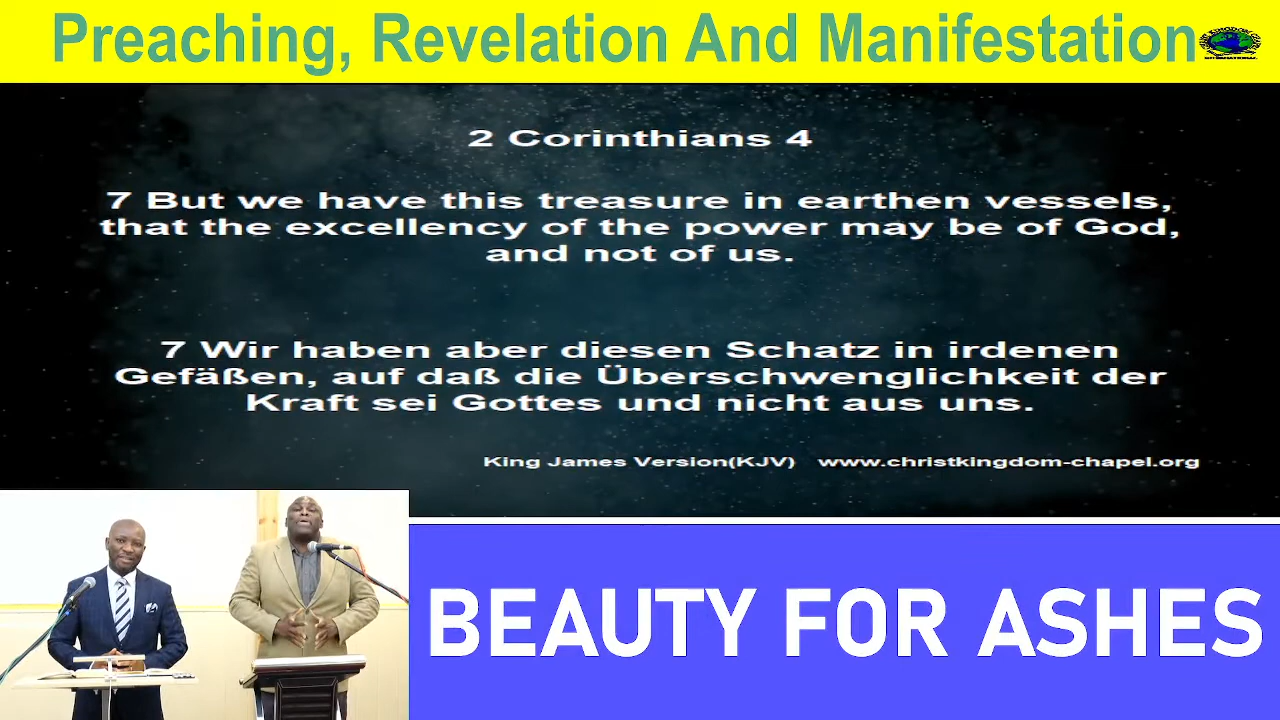 Preaching, Revelation And Manifestation
2 Corinthians 4
7 But we have this treasure in earthen vessels,
that the excellency of the power may be of God,
and not of us.
7 Wir haben aber diesen Schatz in irdenen
Gefäßen, auf daß die Überschwenglichkeit der
Kraft sei Gottes und nicht aus uns.
King James Version(KJV) www.christkingdom-chapel.org
BEAUTY FOR ASHES